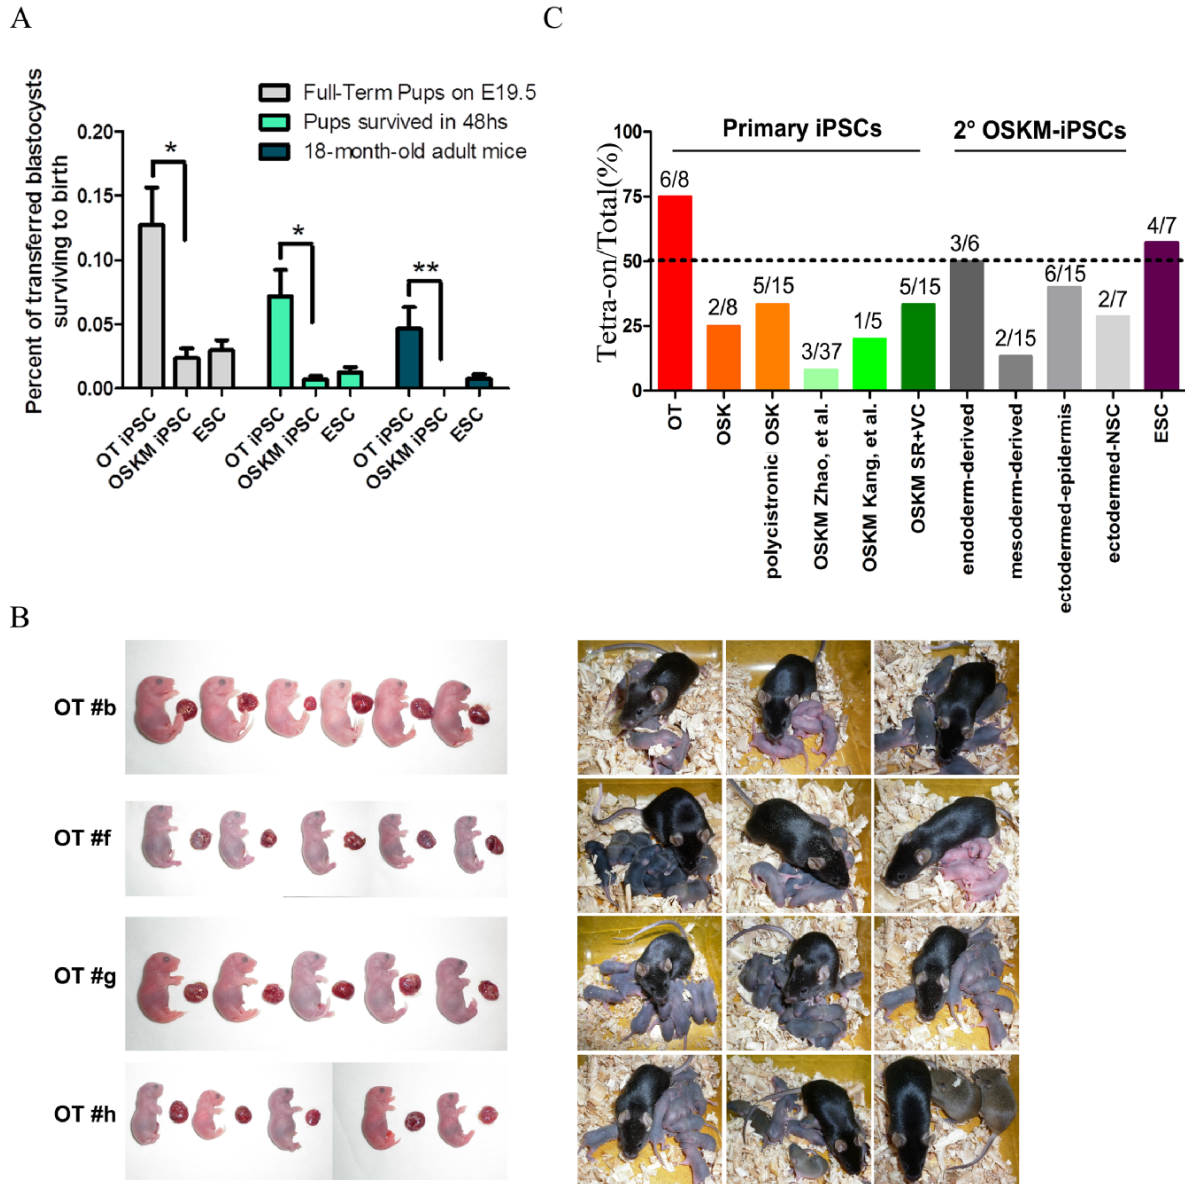 A
Full-Term Pups on E19.5
Pups survived in 48hs
18-month-old adult mice
Percent of transferred blastocysts
surviving to birth
0.20
0.15
0.10
0.05
0.00
*
*
**
OT iPSC
OSKM iPSC
ESC
OT iPSC
OSKM iPSC
ESC
OT iPSC
OSKM iPSC
ESC
C
Primary iPSCs
2° OSKM-iPSCs
Tetra-on/Total(%)
100
75
50
25
0
6/8
2/8
5/15
3/37
1/5
5/15
3/6
2/15
6/15
2/7
4/7
OT
OSK
polycistronic OSK
OSKM Zhao, et al.
OSKM Kang, et al.
OSKM SR+VC
endoderm-derived
mesoderm-derived
ectodermed-epidermis
ectodermed-NSC
ESC
B
OT #b
OT #f
OT #g
OT #h